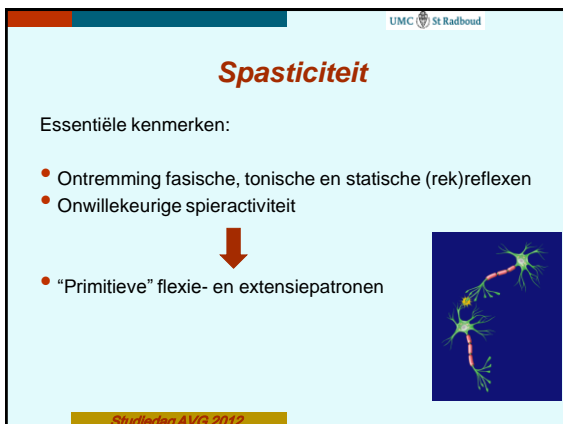 UMC St Radboud
Spasticiteit
Essentiële kenmerken:
• Ontremming fasische, tonische en statische (rek)reflexen
• Onwillekeurige spieractiviteit
• “Primitieve” flexie- en extensiepatronen
Studiedag AVG 2012